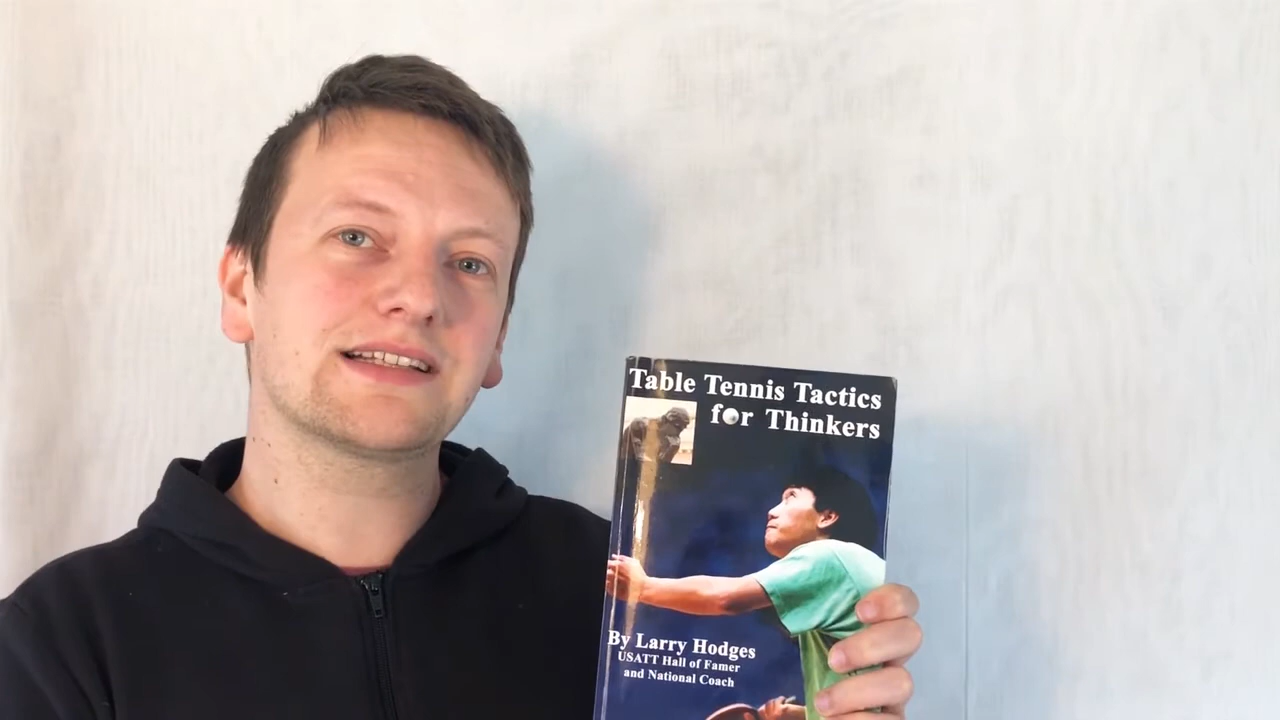 Table Tennis Tactics
for Thinkers
By Larry Hodges
USATT Hall of Famer
and National Coach